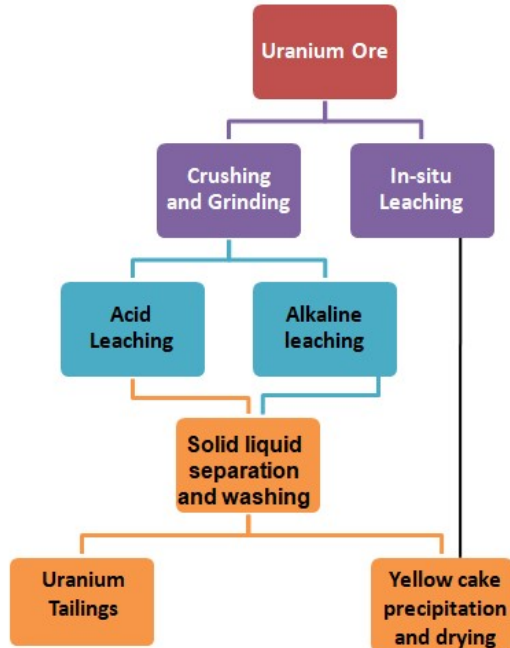 Uranium Ore
Crushing
and Grinding
In-situ
Leaching
Acid
Leaching
Alkaline
leaching
Solid liquid
separation
and washing
Uranium
Tailings
Yellow cake
precipitation
and drying